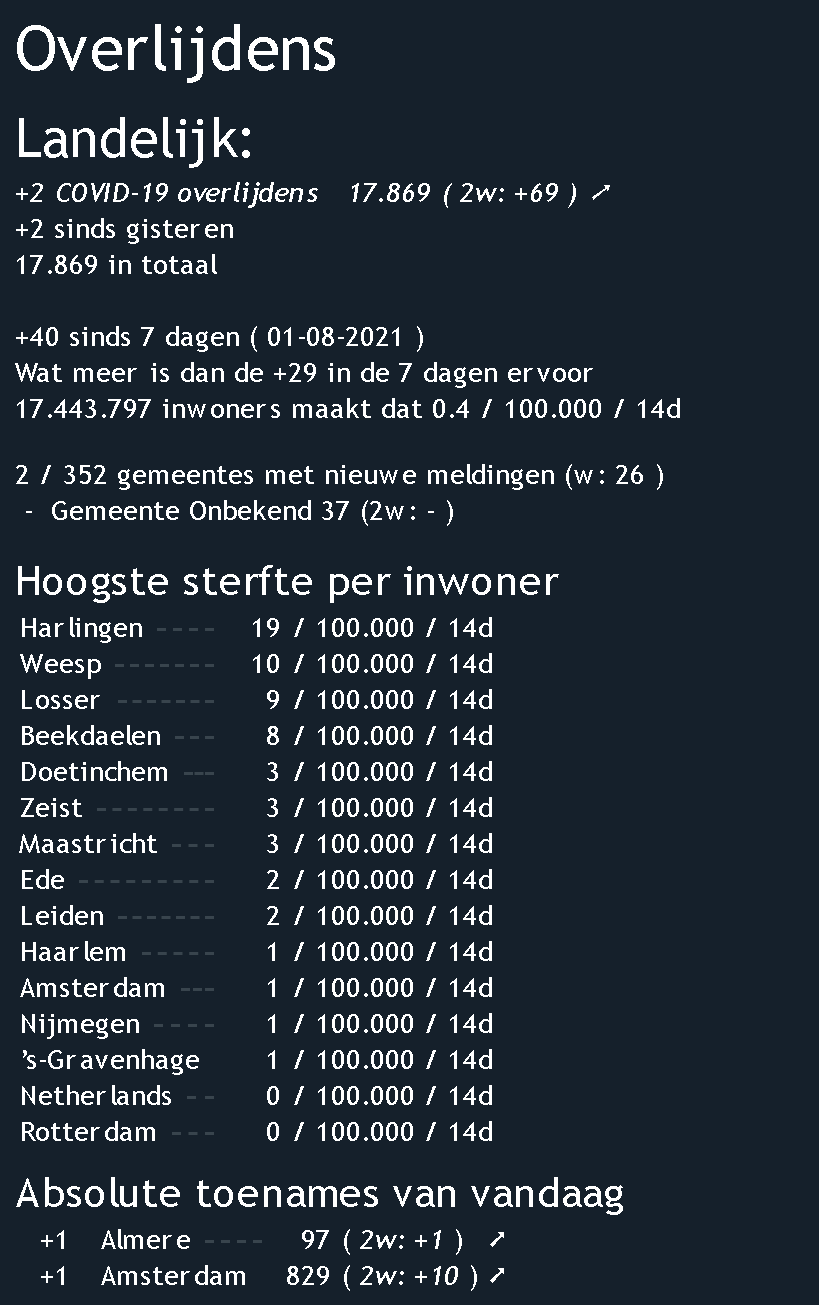 Overlijdens
Landelijk:
+2 COVID-19 overlijdens 17.869 ( 2w: +69 ) ↗
+2 sinds gisteren
17.869 in totaal
+40 sinds 7 dagen ( 01-08-2021 )
Wat meer is dan de +29 in de 7 dagen ervoor
17.443.797 inwoners maakt dat 0.4 / 100.000 / 14d
2 / 352 gemeentes met nieuwe meldingen (w: 26 )
- Gemeente Onbekend 37 (2w: - )
Hoogste sterfte per inwoner
Harlingen ---- 19 / 100.000 / 14d
Weesp ------- 10 / 100.000 / 14d
Losser ------- 9 / 100.000 / 14d
Beekdaelen --- 8 / 100.000 / 14d
Doetinchem --- 3 / 100.000 / 14d
Zeist -------- 3 / 100.000 / 14d
Maastricht --- 3 / 100.000 / 14d
Ede --------- 2 / 100.000 / 14d
Leiden ------- 2 / 100.000 / 14d
Haarlem ----- 1 / 100.000 / 14d
Amsterdam --- 1 / 100.000 / 14d
Nijmegen ---- 1 / 100.000 / 14d
's-Gravenhage 1 / 100.000 / 14d
Netherlands -- 0 / 100.000 / 14d
Rotterdam --- 0 / 100.000 / 14d
Absolute toenames van vandaag
+1 Almere ---- 97 ( 2w: +1 ) ↗
+1 Amsterdam 829 ( 2w: +10 ) ↗